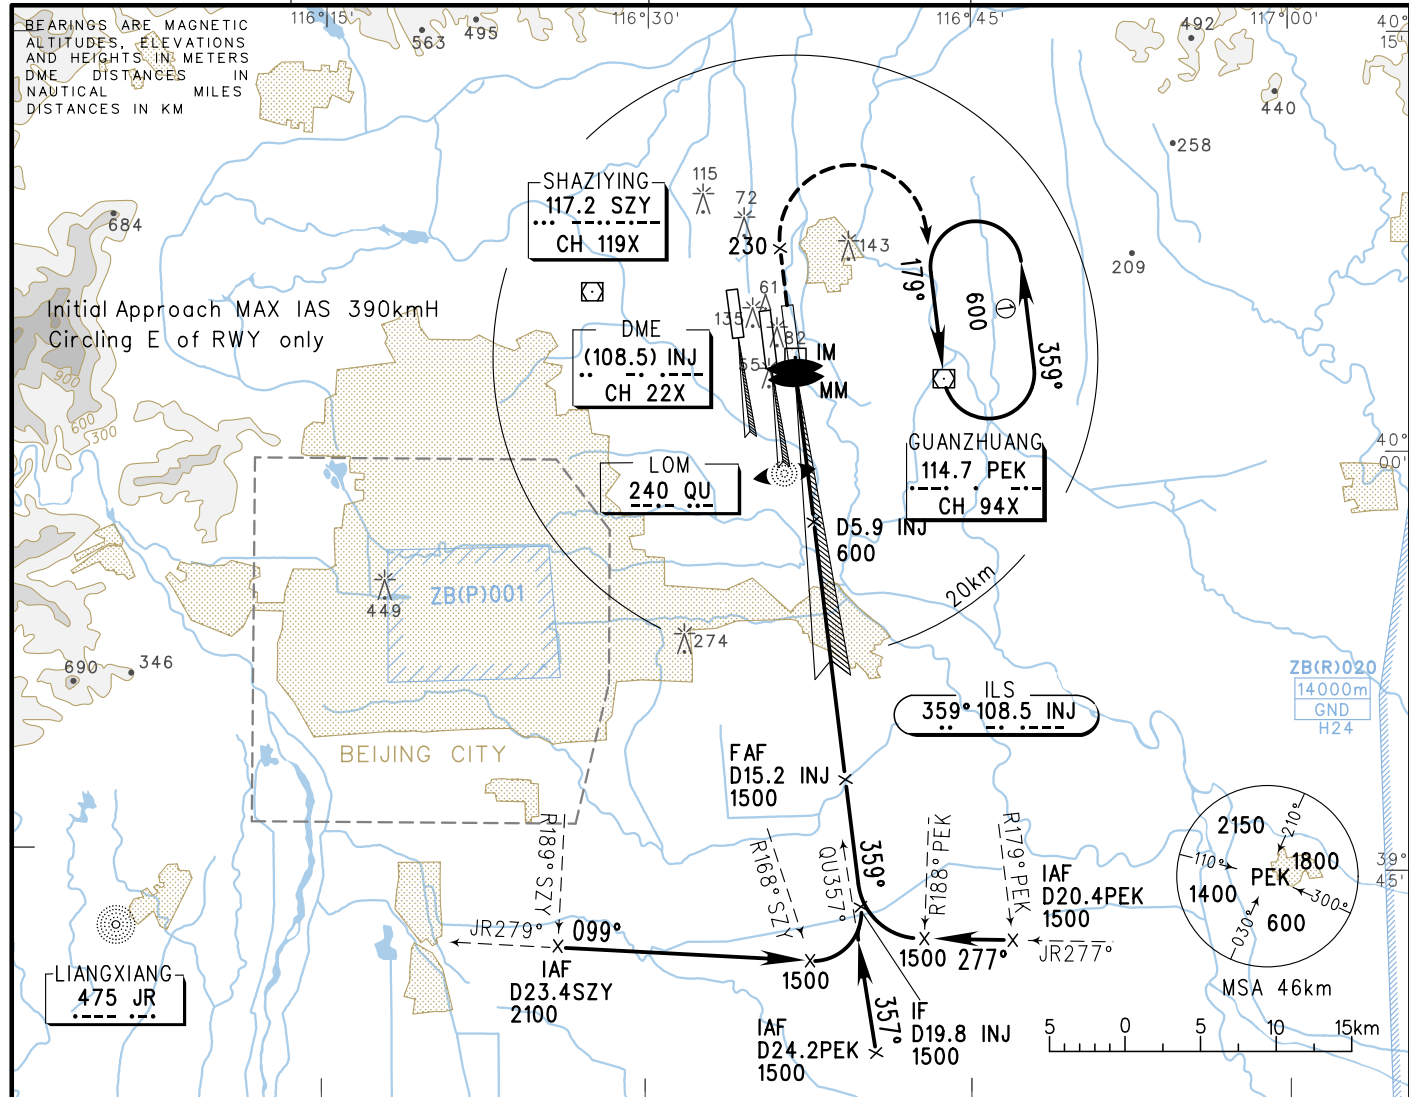 116°15'
116°30'
116°45'
117°00'
40°
15'
BEARINGS ARE MAGNETIC
ALTITUDES, ELEVATIONS
AND HEIGHTS IN METERS
DME DISTANCES IN
NAUTICAL MILES
DISTANCES IN KM
563
495
492
440
258
684
209
SHAZIYING
117.2 SZY
CH 119X
115
72
230
143
Initial Approach MAX IAS 390kmH
Circling E of RWY only
61
135
82
55
DME
(108.5) INJ
CH 22X
IM
MM
179°
600
①
359°
900
600
300
GUANZHUANG
114.7 PEK
CH 94X
40°
00'
LOM
240 QU
D5.9 INJ
600
20km
ZB(P)001
449
274
690
346
ZB(R)020
14000m
GND
H24
ILS
359° 108.5 INJ
BEIJING CITY
FAF
D15.2 INJ
1500
R189° SZY
R168° SZY
QU357°
359°
R188° PEK
R179° PEK
IAF
D20.4PEK
1500
2150
210°
110°
1800
PEK
1400
300°
030°
600
MSA 46km
39°
45'
JR279°
099°
IAF
D23.4SZY
2100
1500
1500
277°
JR277°
LIANGXIANG
475 JR
IAF
D24.2PEK
1500
357°
IF
D19.8 INJ
1500
5 0 5 10 15km